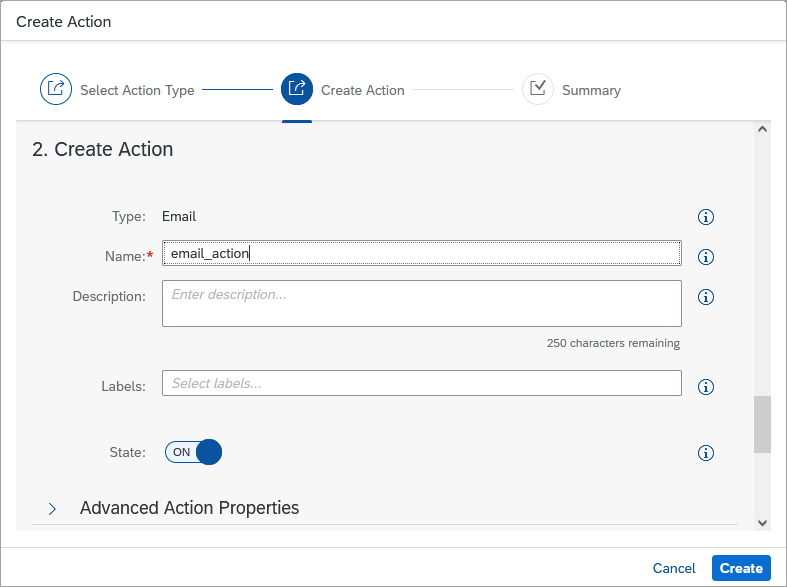 Create Action
Select Action Type Create Action Summary
2. Create Action
Type: Email
Name:* email_action
Description: Enter description...
250 characters remaining
Labels: Select labels...
State: ON
Advanced Action Properties
Cancel Create